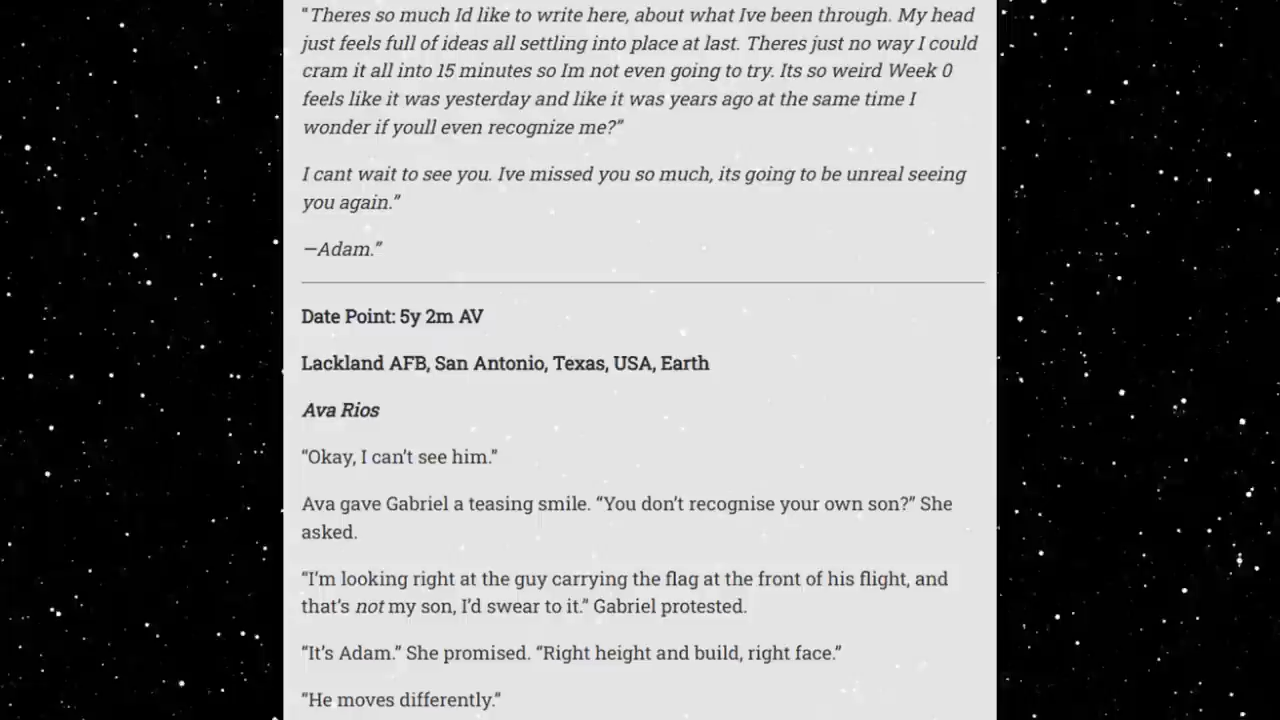 "Theres so much Id like to write here, about what Ive been through. My head
just feels full of ideas all settling into place at last. Theres just no way I could
cram it all into 15 minutes so Im not even going to try. Its so weird Week 0
feels like it was yesterday and like it was years ago at the same time I
wonder if youll even recognize me?”
I cant wait to see you. Ive missed you so much, its going to be unreal seeing
you again.”
—Adam.”
Date Point: 5y 2m AV
Lackland AFB, San Antonio, Texas, USA, Earth
Ava Rios
“Okay, I can’t see him.”
Ava gave Gabriel a teasing smile. “You don’t recognise your own son?” She
asked.
“I’m looking right at the guy carrying the flag at the front of his flight, and
that’s not my son, I’d swear to it.” Gabriel protested.
“It’s Adam.” She promised. “Right height and build, right face.”
“He moves differently.”